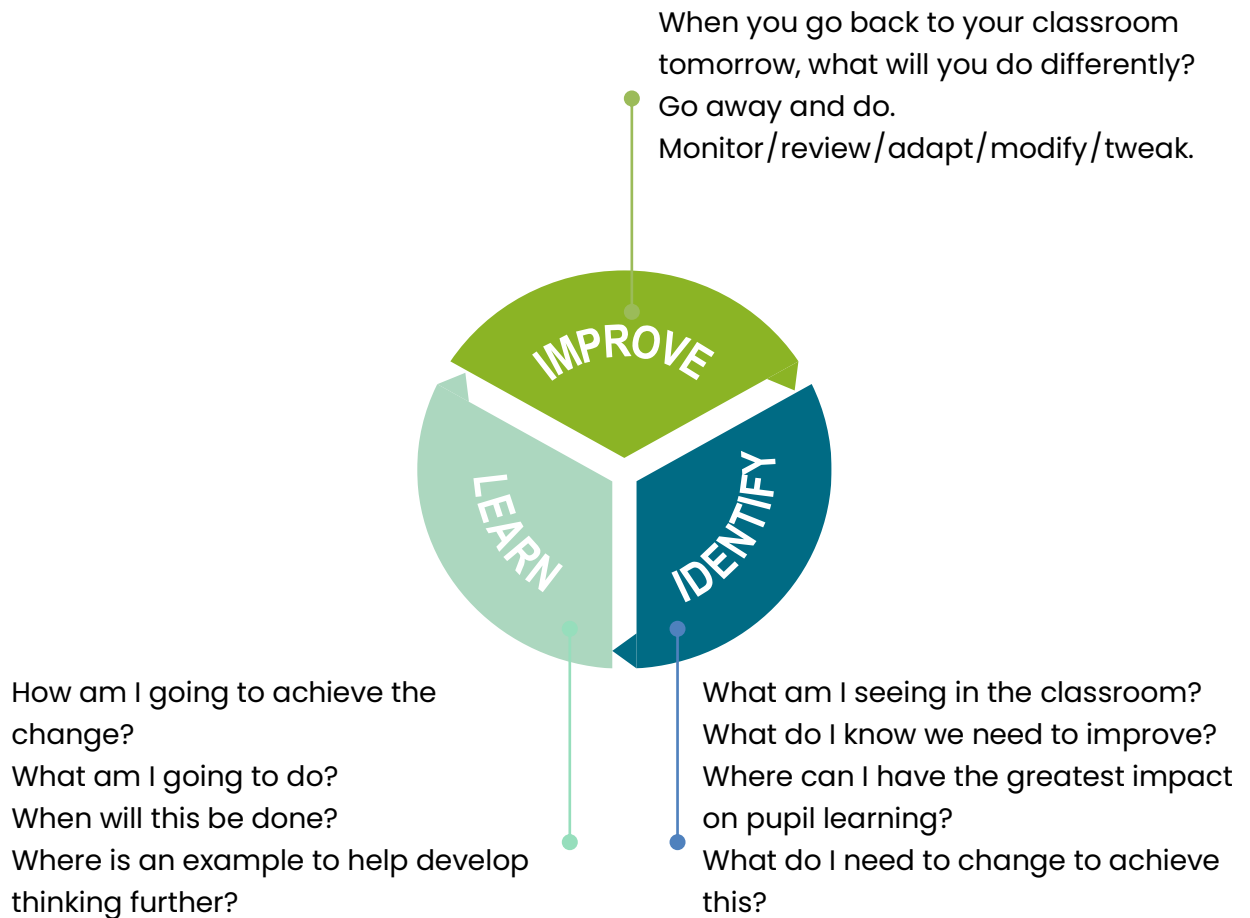 When you go back to your classroom
tomorrow, what will you do differently?
Go away and do.
Monitor/review/adapt/modify/tweak.
IMPROVE
LEARN
IDENTIFY
How am I going to achieve the
change?
What am I going to do?
When will this be done?
Where is an example to help develop
thinking further?
What am I seeing in the classroom?
What do I know we need to improve?
Where can I have the greatest impact
on pupil learning?
What do I need to change to achieve
this?